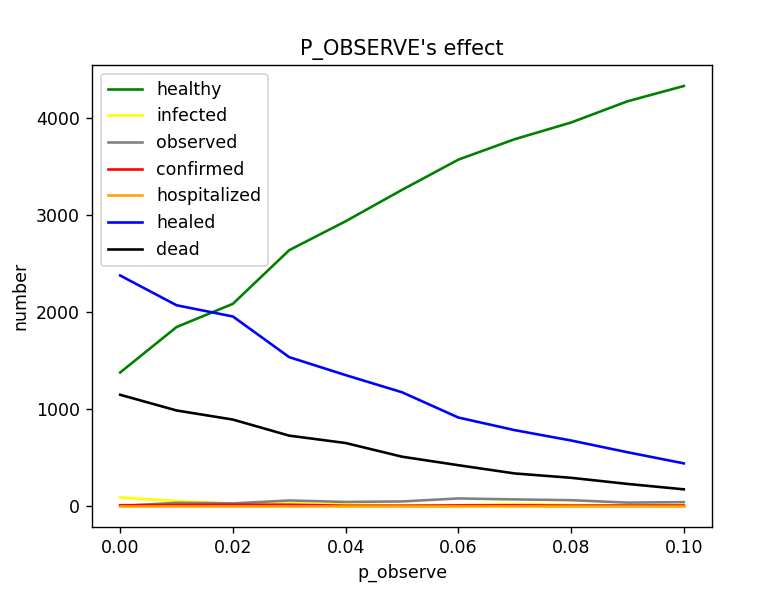 P_OBSERVE's effect
healthy
infected
observed
confirmed
hospitalized
healed
dead
number
4000
3000
2000
1000
0
0.00 0.02 0.04 0.06 0.08 0.10
p_observe